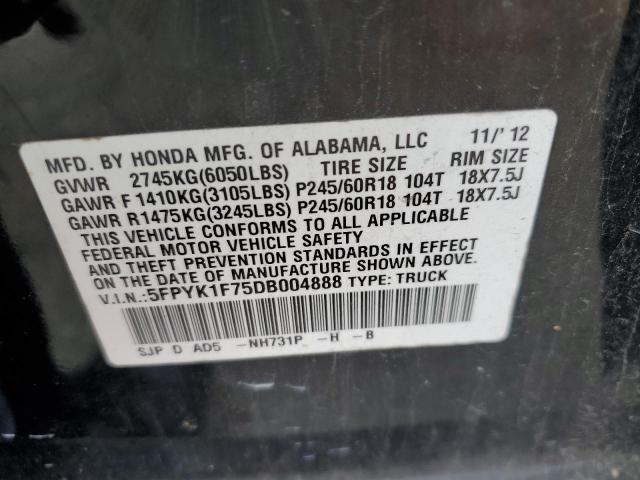 MFD. BY HONDA MFG. OF ALABAMA, LLC 11/'12
GVWR 2745KG(6050LBS) TIRE SIZE RIM SIZE
GAWR F 1410KG(3105LBS) P245/60R18 104T 18X7.5J
GAWR R1475KG(3245LBS) P245/60R18 104T 18X7.5J
THIS VEHICLE CONFORMS TO ALL APPLICABLE
FEDERAL MOTOR VEHICLE SAFETY
AND THEFT PREVENTION STANDARDS IN EFFECT
ON THE DATE OF MANUFACTURE SHOWN ABOVE.
V.I.N.:5FPYK1F75DB004888 TYPE: TRUCK
SJP D AD5 -NH731P -H -B